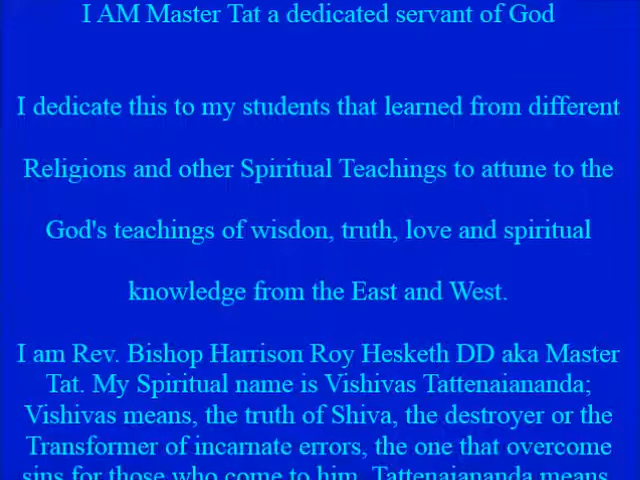 I AM Master Tat a dedicated servant of God
I dedicate this to my students that learned from different
Religions and other Spiritual Teachings to attune to the
God's teachings of wisdon, truth, love and spiritual
knowledge from the East and West.
I am Rev. Bishop Harrison Roy Hesketh DD aka Master
Tat. My Spiritual name is Vishivas Tattenaiananda;
Vishivas means, the truth of Shiva, the destroyer or the
Transformer of incarnate errors, the one that overcome
sins for those who come to him. Tattenaiananda means,